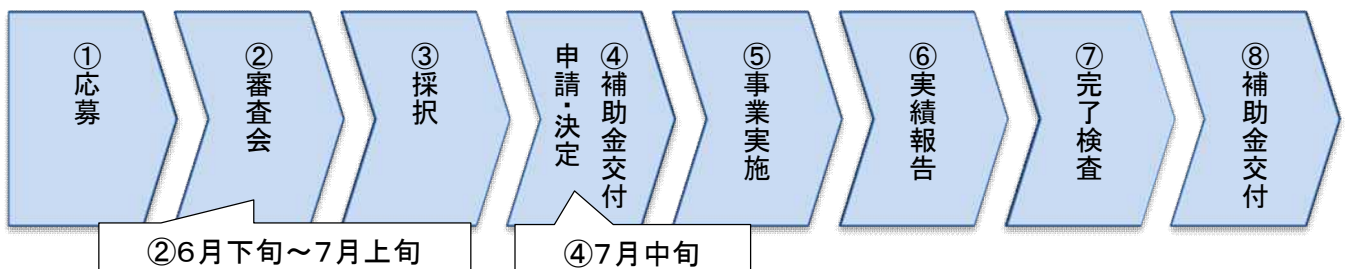 ①応募
②審査会
③採択
④補助金交付
申請・決定
⑤事業実施
⑥実績報告
⑦完了検査
⑧補助金交付
②6月下旬～7月上旬
④7月中旬